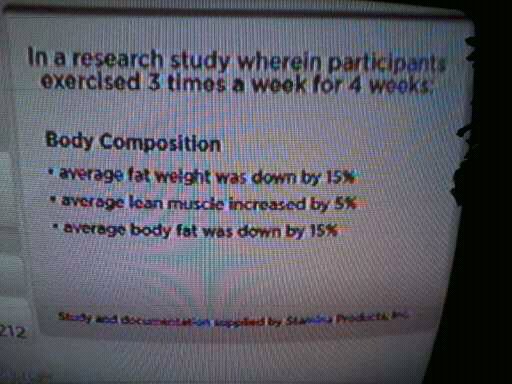 In a research study wherein participants
exercised 3 times a week for 4 weeks:
Body Composition
• average fat weight was down by 15%
• average lean muscle increased by 5%
• average body fat was down by 15%
Study and documentation supplied by Stamina Products, Inc.
212